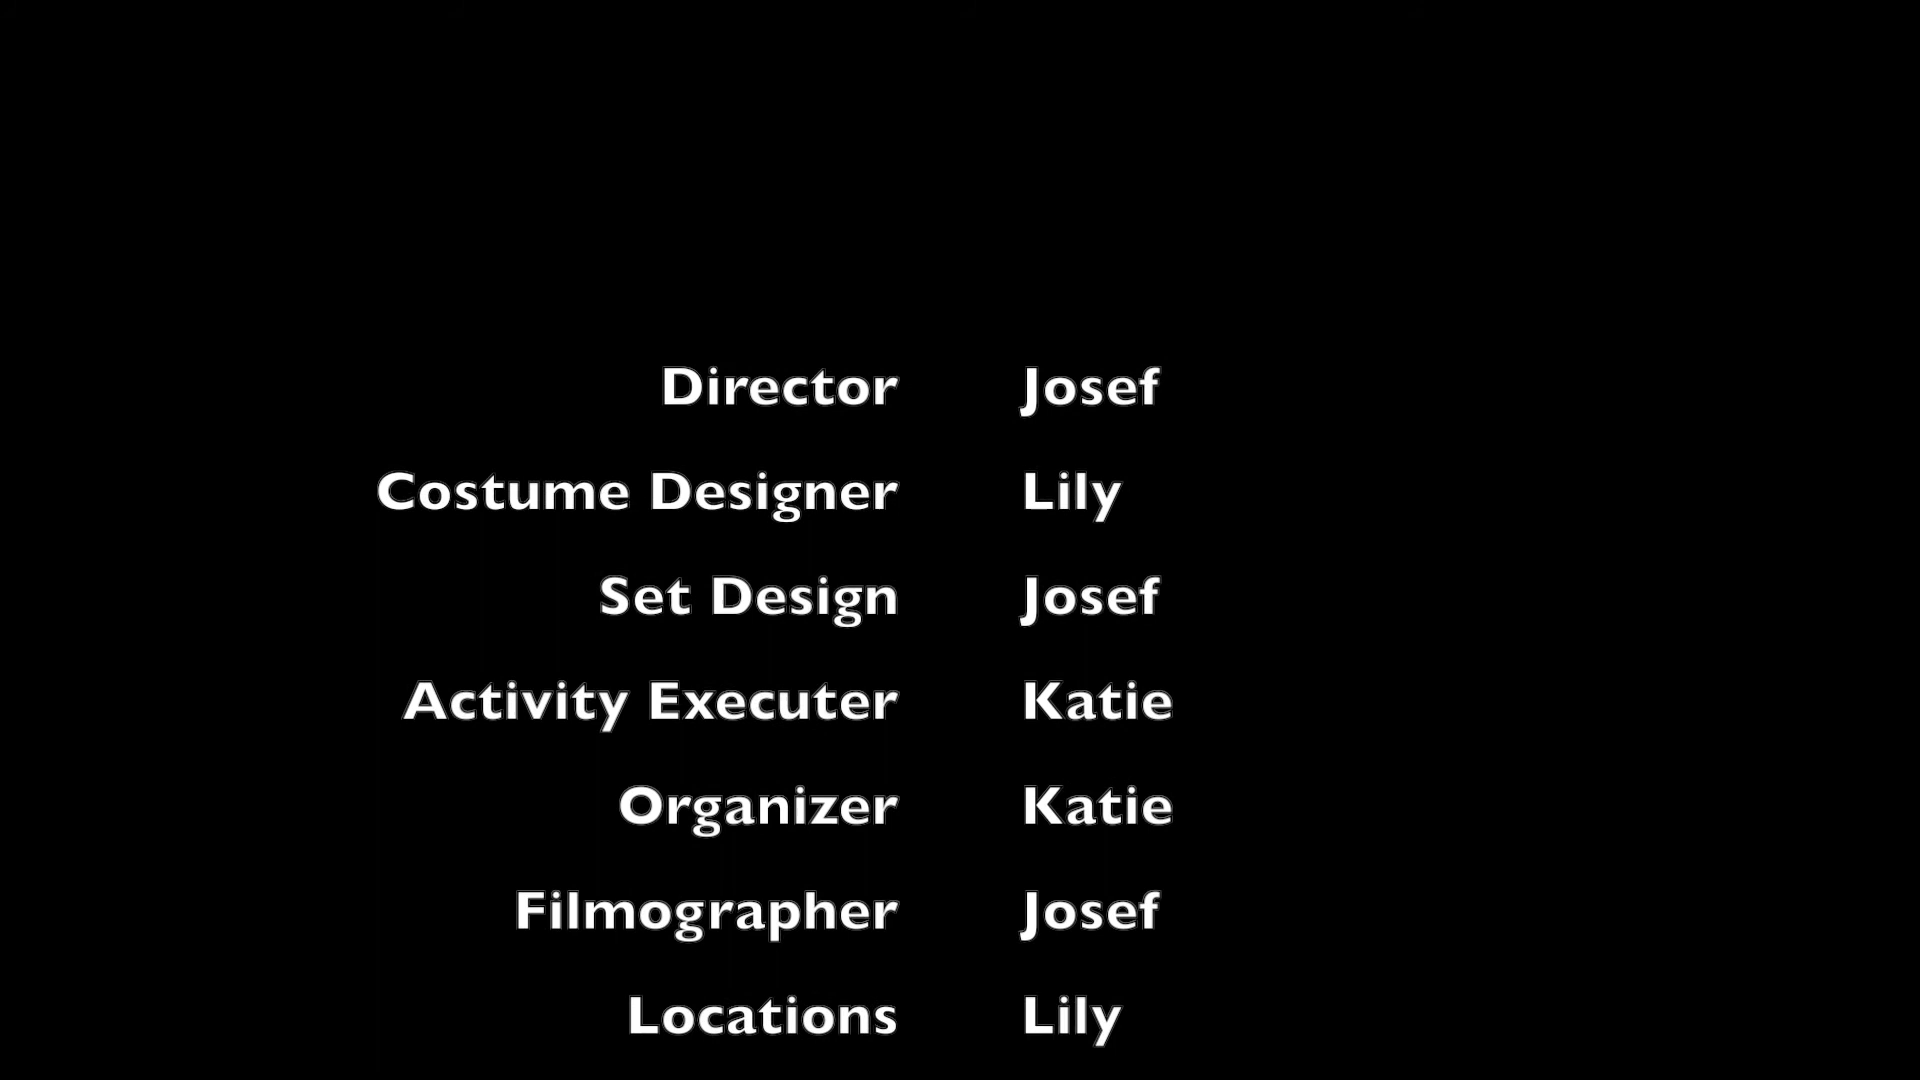 Director Josef
Costume Designer Lily
Set Design Josef
Activity Executer Katie
Organizer Katie
Filmographer Josef
Locations Lily